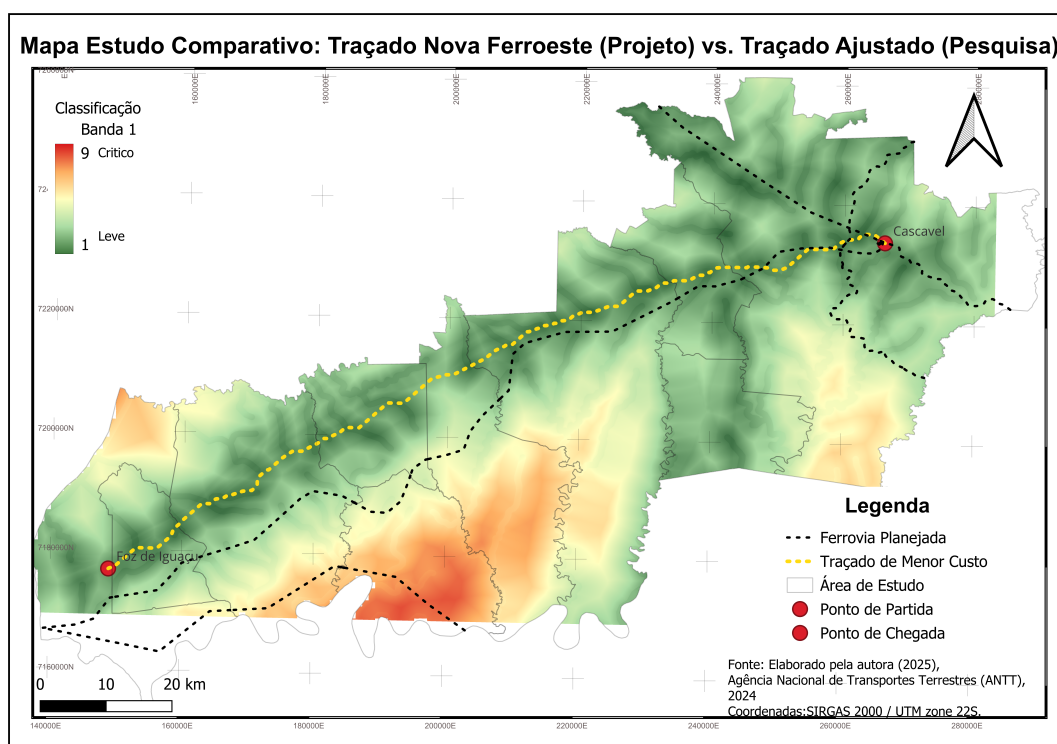 Mapa Estudo Comparativo: Traçado Nova Ferroeste (Projeto) vs. Traçado Ajustado (Pesquisa)
160000E
200000E
220000E
240000E
260000E
Classificação
Banda 1
9 Critico
1 Leve
724
7220000N
7200000N
7180000N
7160000N
Cascavel
Foz de Iguaçu
Legenda
Ferrovia Planejada
Traçado de Menor Custo
Área de Estudo
Ponto de Partida
Ponto de Chegada
0 10 20 km
Fonte: Elaborado pela autora (2025),
Agência Nacional de Transportes Terrestres (ANTT),
2024
Coordenadas:SIRGAS 2000 / UTM zone 22S.
140000E 160000E 180000E 200000E 220000E 240000E 260000E 280000E